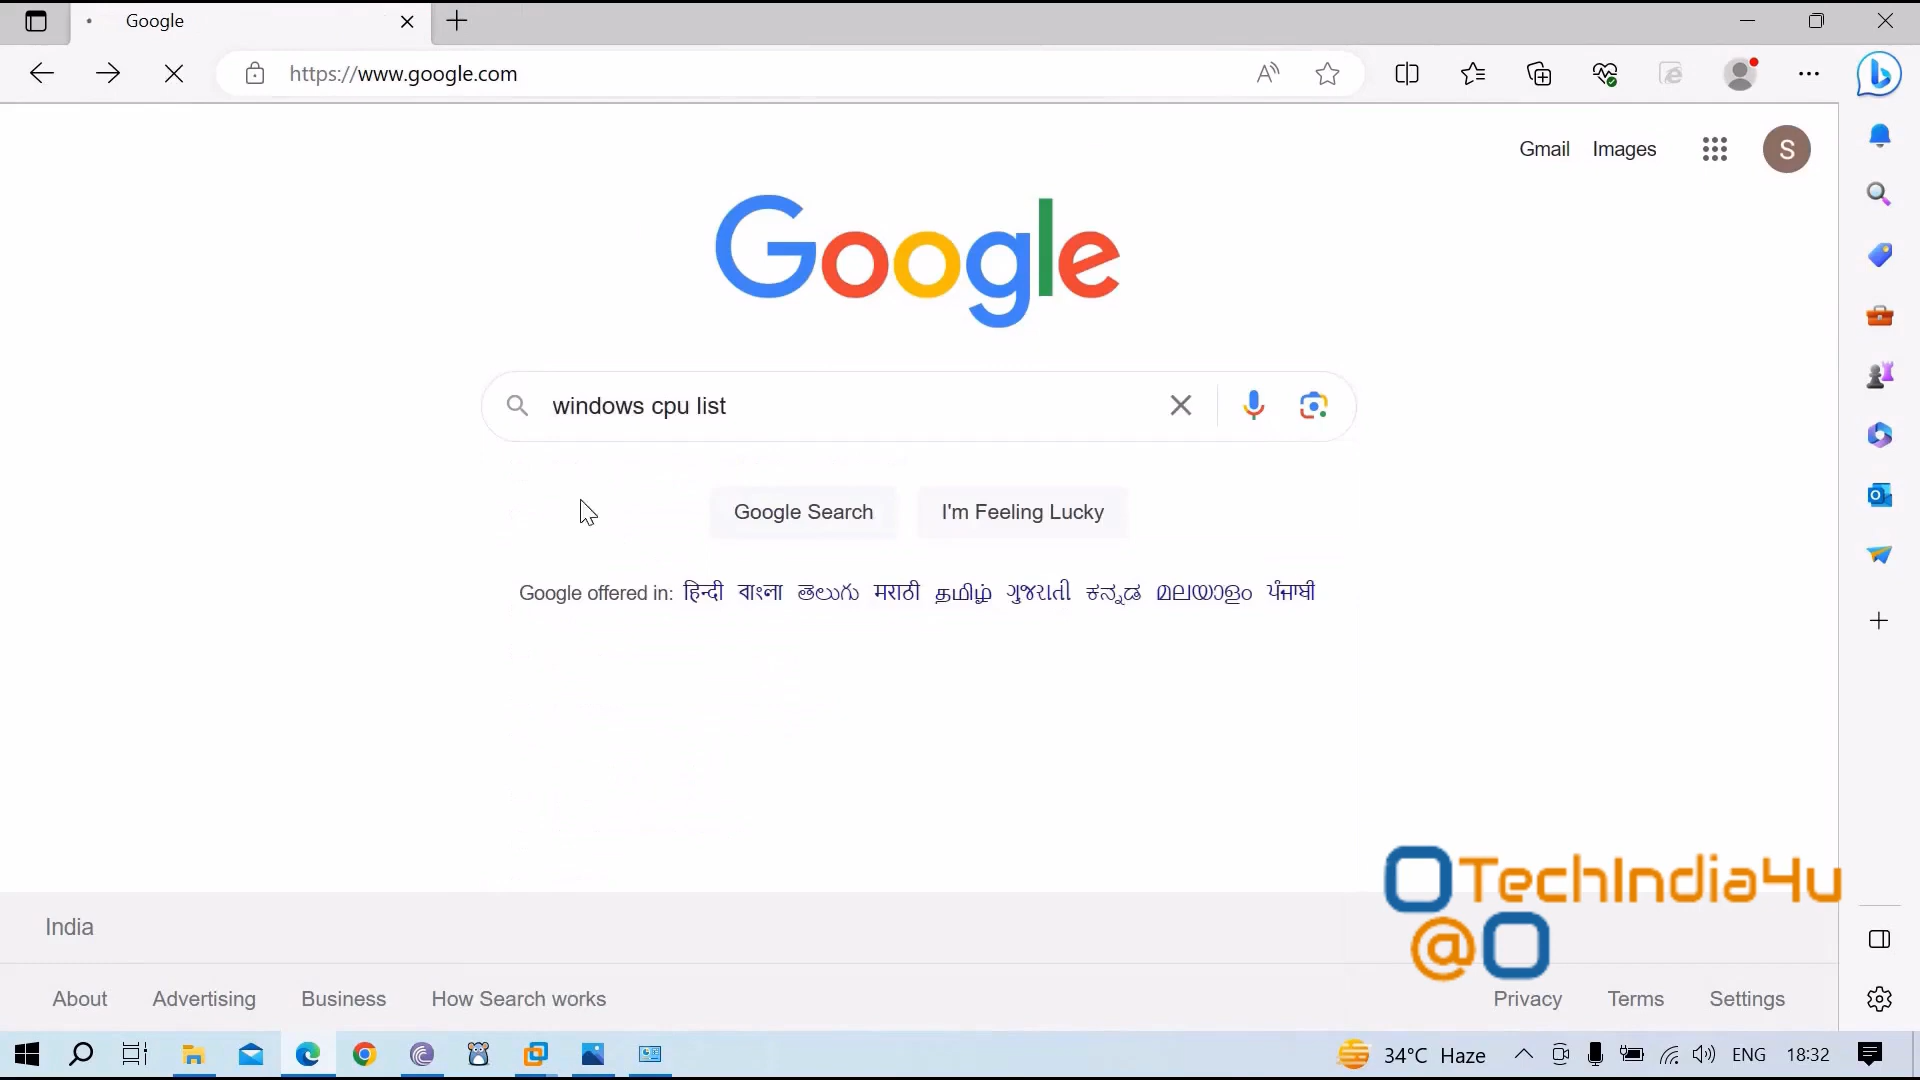 Google
https://www.google.com
Gmail Images
S
Google
windows cpu list
Google Search I'm Feeling Lucky
Google offered in: हिन्दी বাংলা తెలుగు मराठी தமிழ் ગુજરાતી ಕನ್ನಡ മലയാളം ਪੰਜਾਬੀ
TechIndia4u
@
India
About Advertising Business How Search works Privacy Terms Settings
34°C Haze ENG 18:32